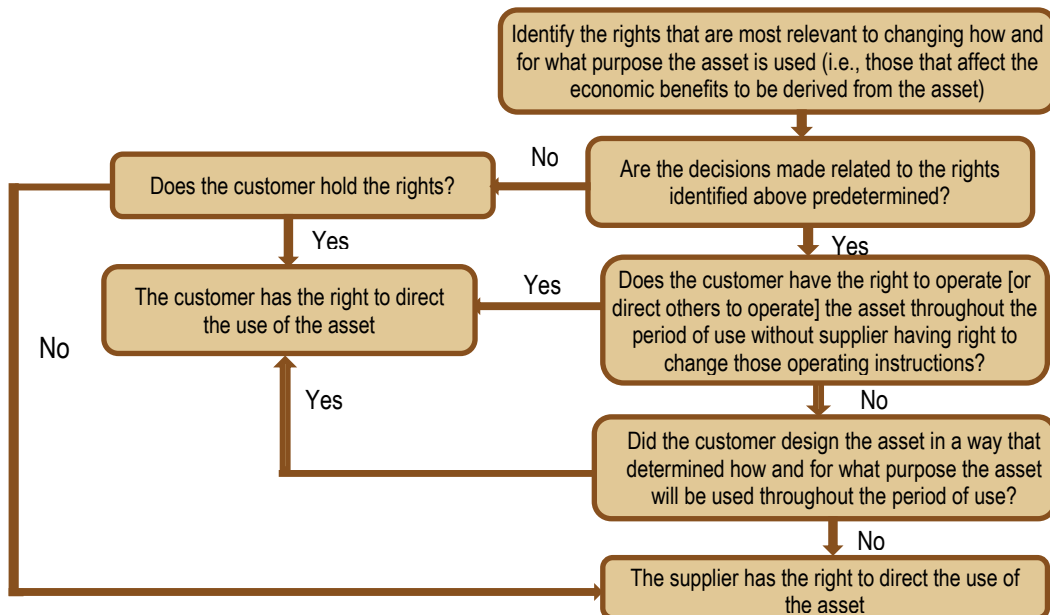 Identify the rights that are most relevant to changing how and
for what purpose the asset is used (i.e., those that affect the
economic benefits to be derived from the asset)
No
Does the customer hold the rights?
Are the decisions made related to the rights
identified above predetermined?
Yes
Yes
The customer has the right to direct
the use of the asset
Yes
Does the customer have the right to operate [or
direct others to operate] the asset throughout the
period of use without supplier having right to
change those operating instructions?
No
Yes
No
Did the customer design the asset in a way that
determined how and for what purpose the asset
will be used throughout the period of use?
No
The supplier has the right to direct the use of
the asset